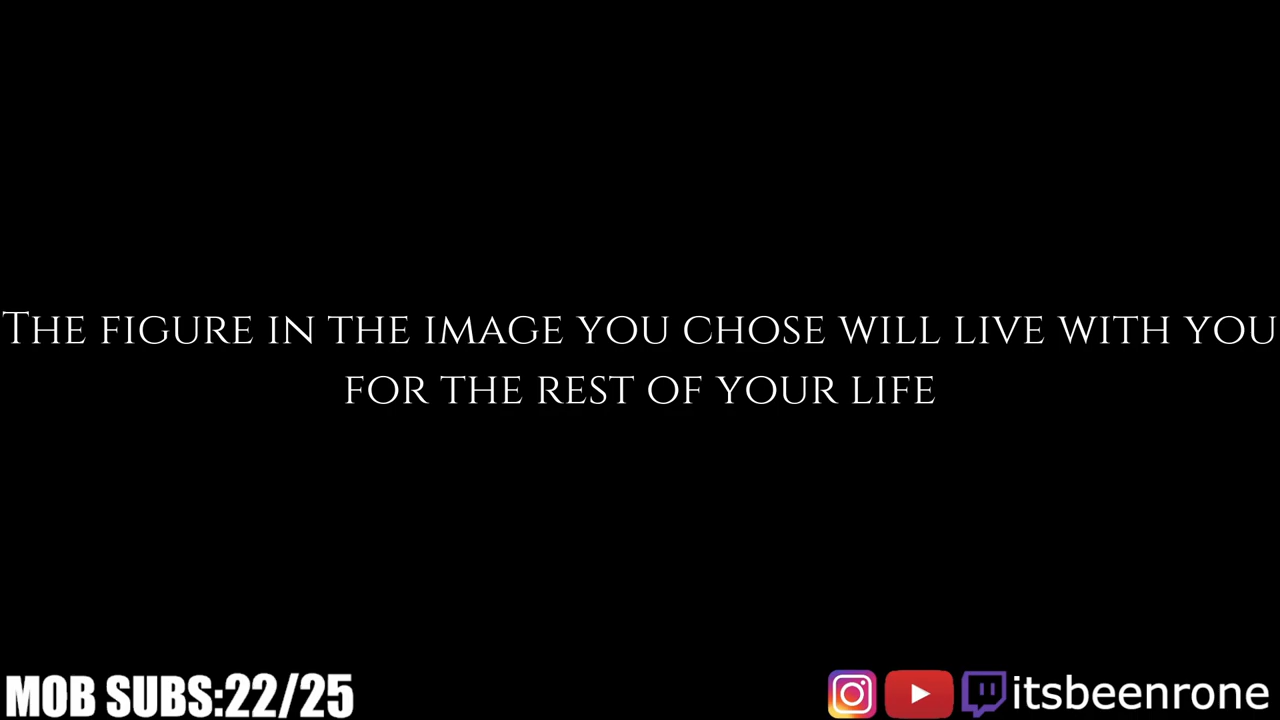 The figure in the image you chose will live with you
for the rest of your life
MOB SUBS:22/25
itsbeenrone